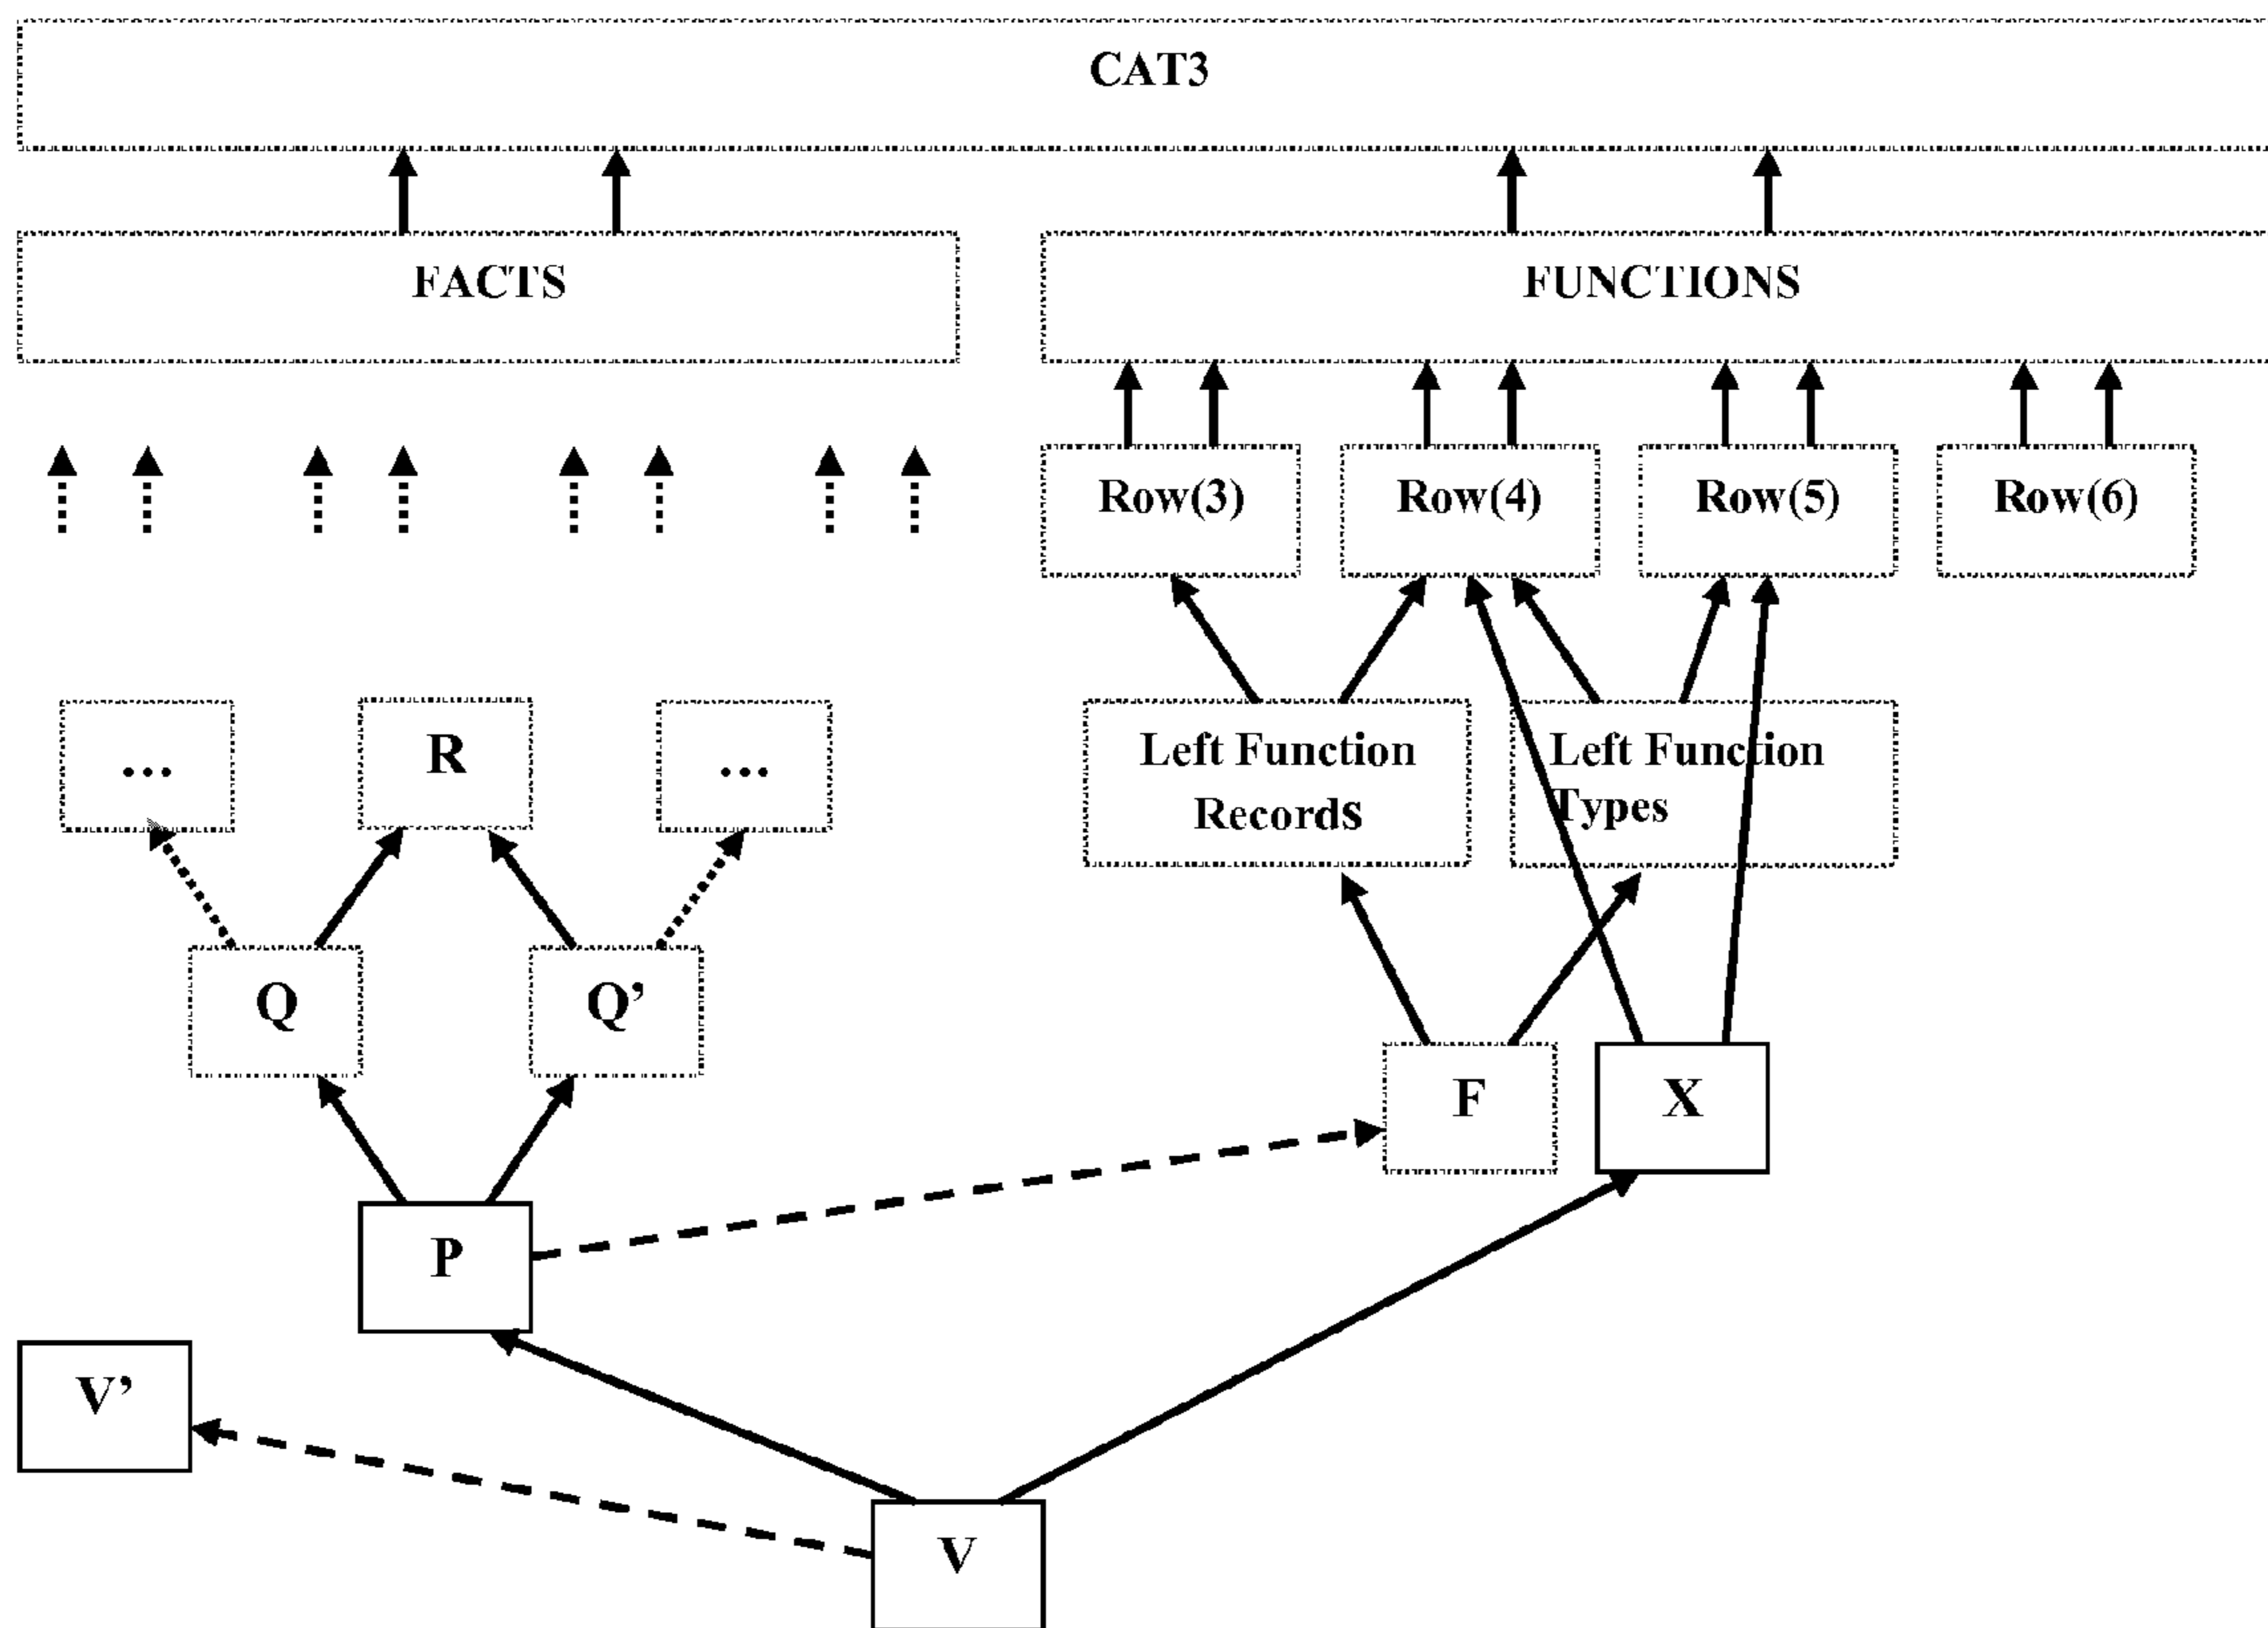 CAT3
FACTS
FUNCTIONS
Row(3)
Row(4)
Row(5)
Row(6)
...
R
...
Left Function
Records
Left Function
Types
Q
Q’
F
X
P
V’
V